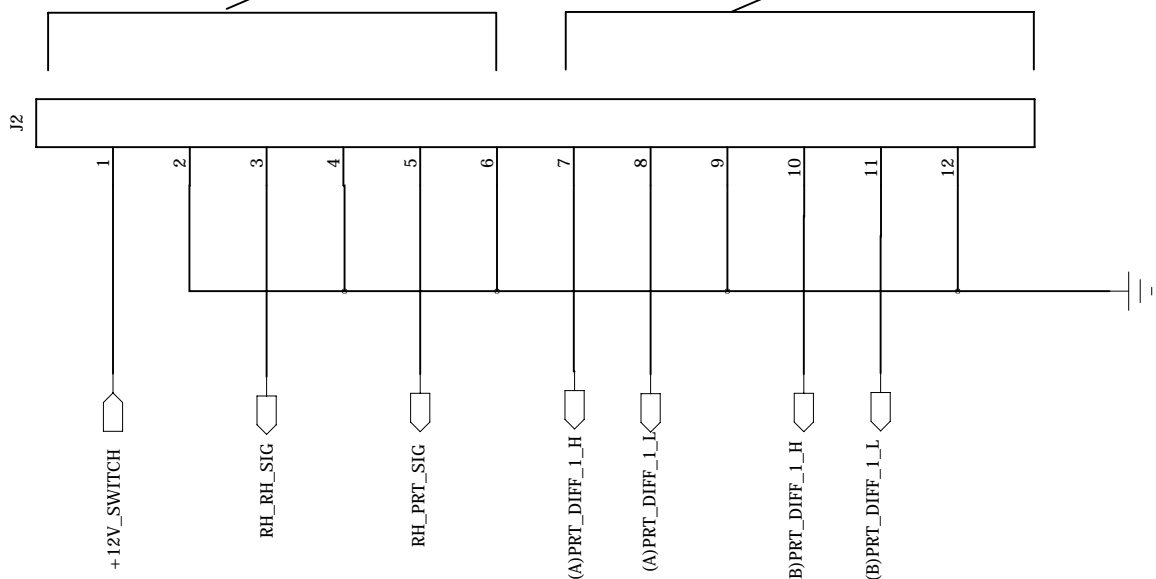 J2
1
2
3
4
5
6
7
8
9
10
11
12
+12V_SWITCH
RH_RH_SIG
RH_PRT_SIG
(A)PRT_DIFF_1_H
(A)PRT_DIFF_1_L
B)PRT_DIFF_1_H
(B)PRT_DIFF_1_L